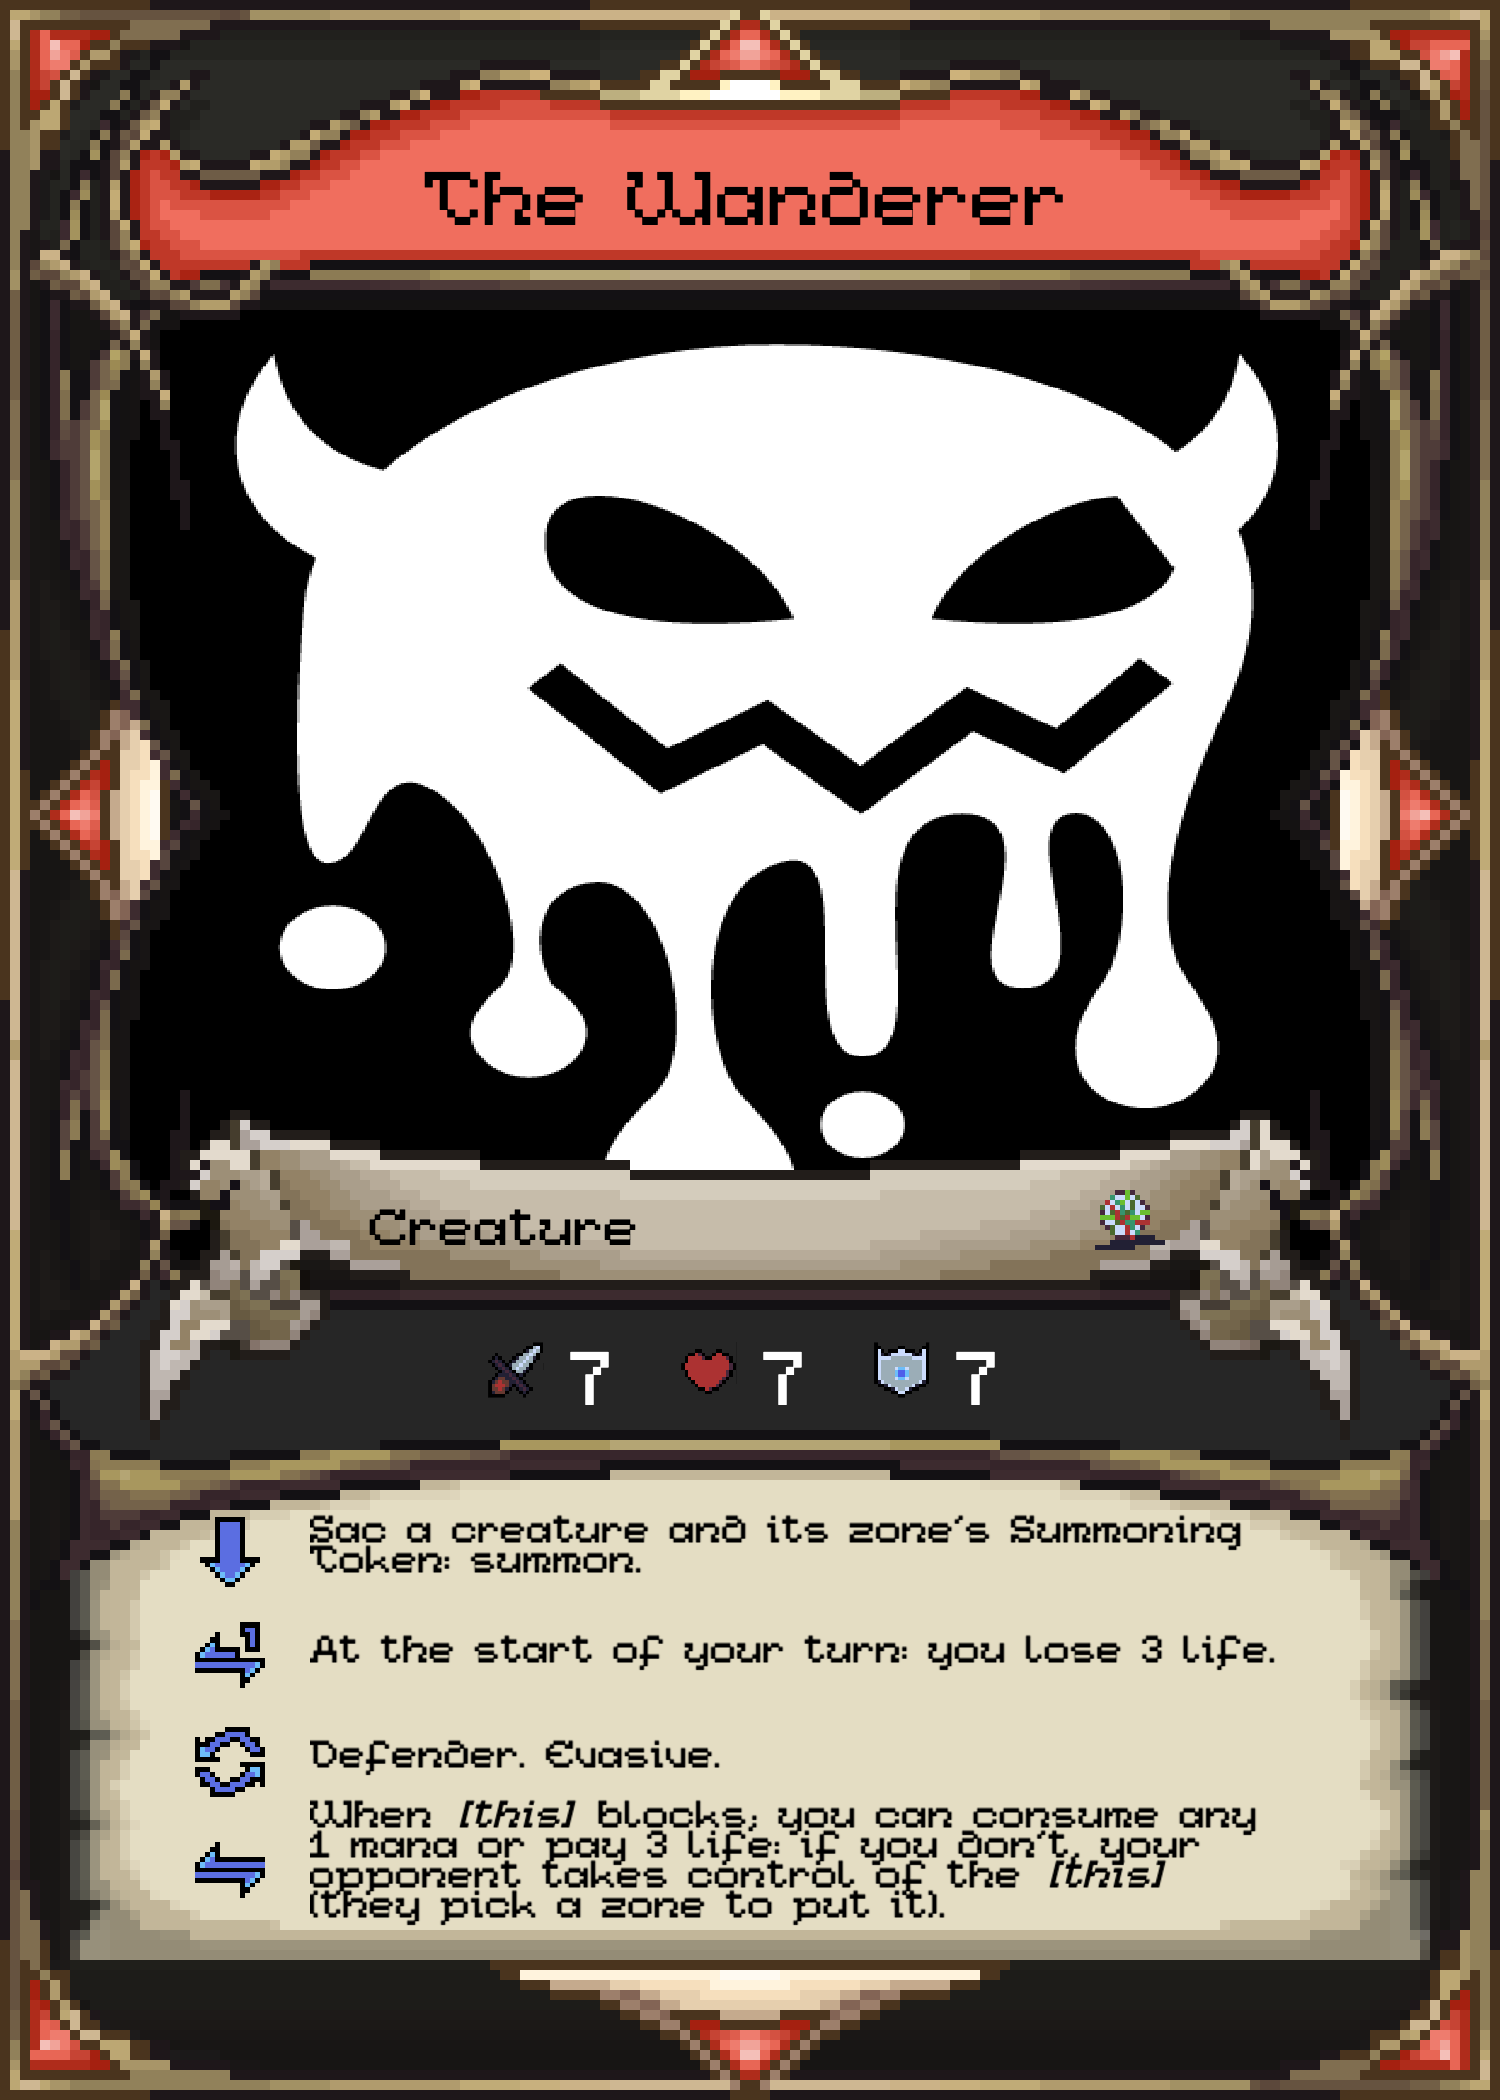 The Wanderer
Creature
7 7 7
Sac a creature and its zone's Summoning
Token: summon.
At the start of your turn: you lose 3 life.
Defender. Evasive.
When [this] blocks; you can consume any
1 mana or pay 3 life: if you don't, your
opponent takes control of the [this]
(they pick a zone to put it).